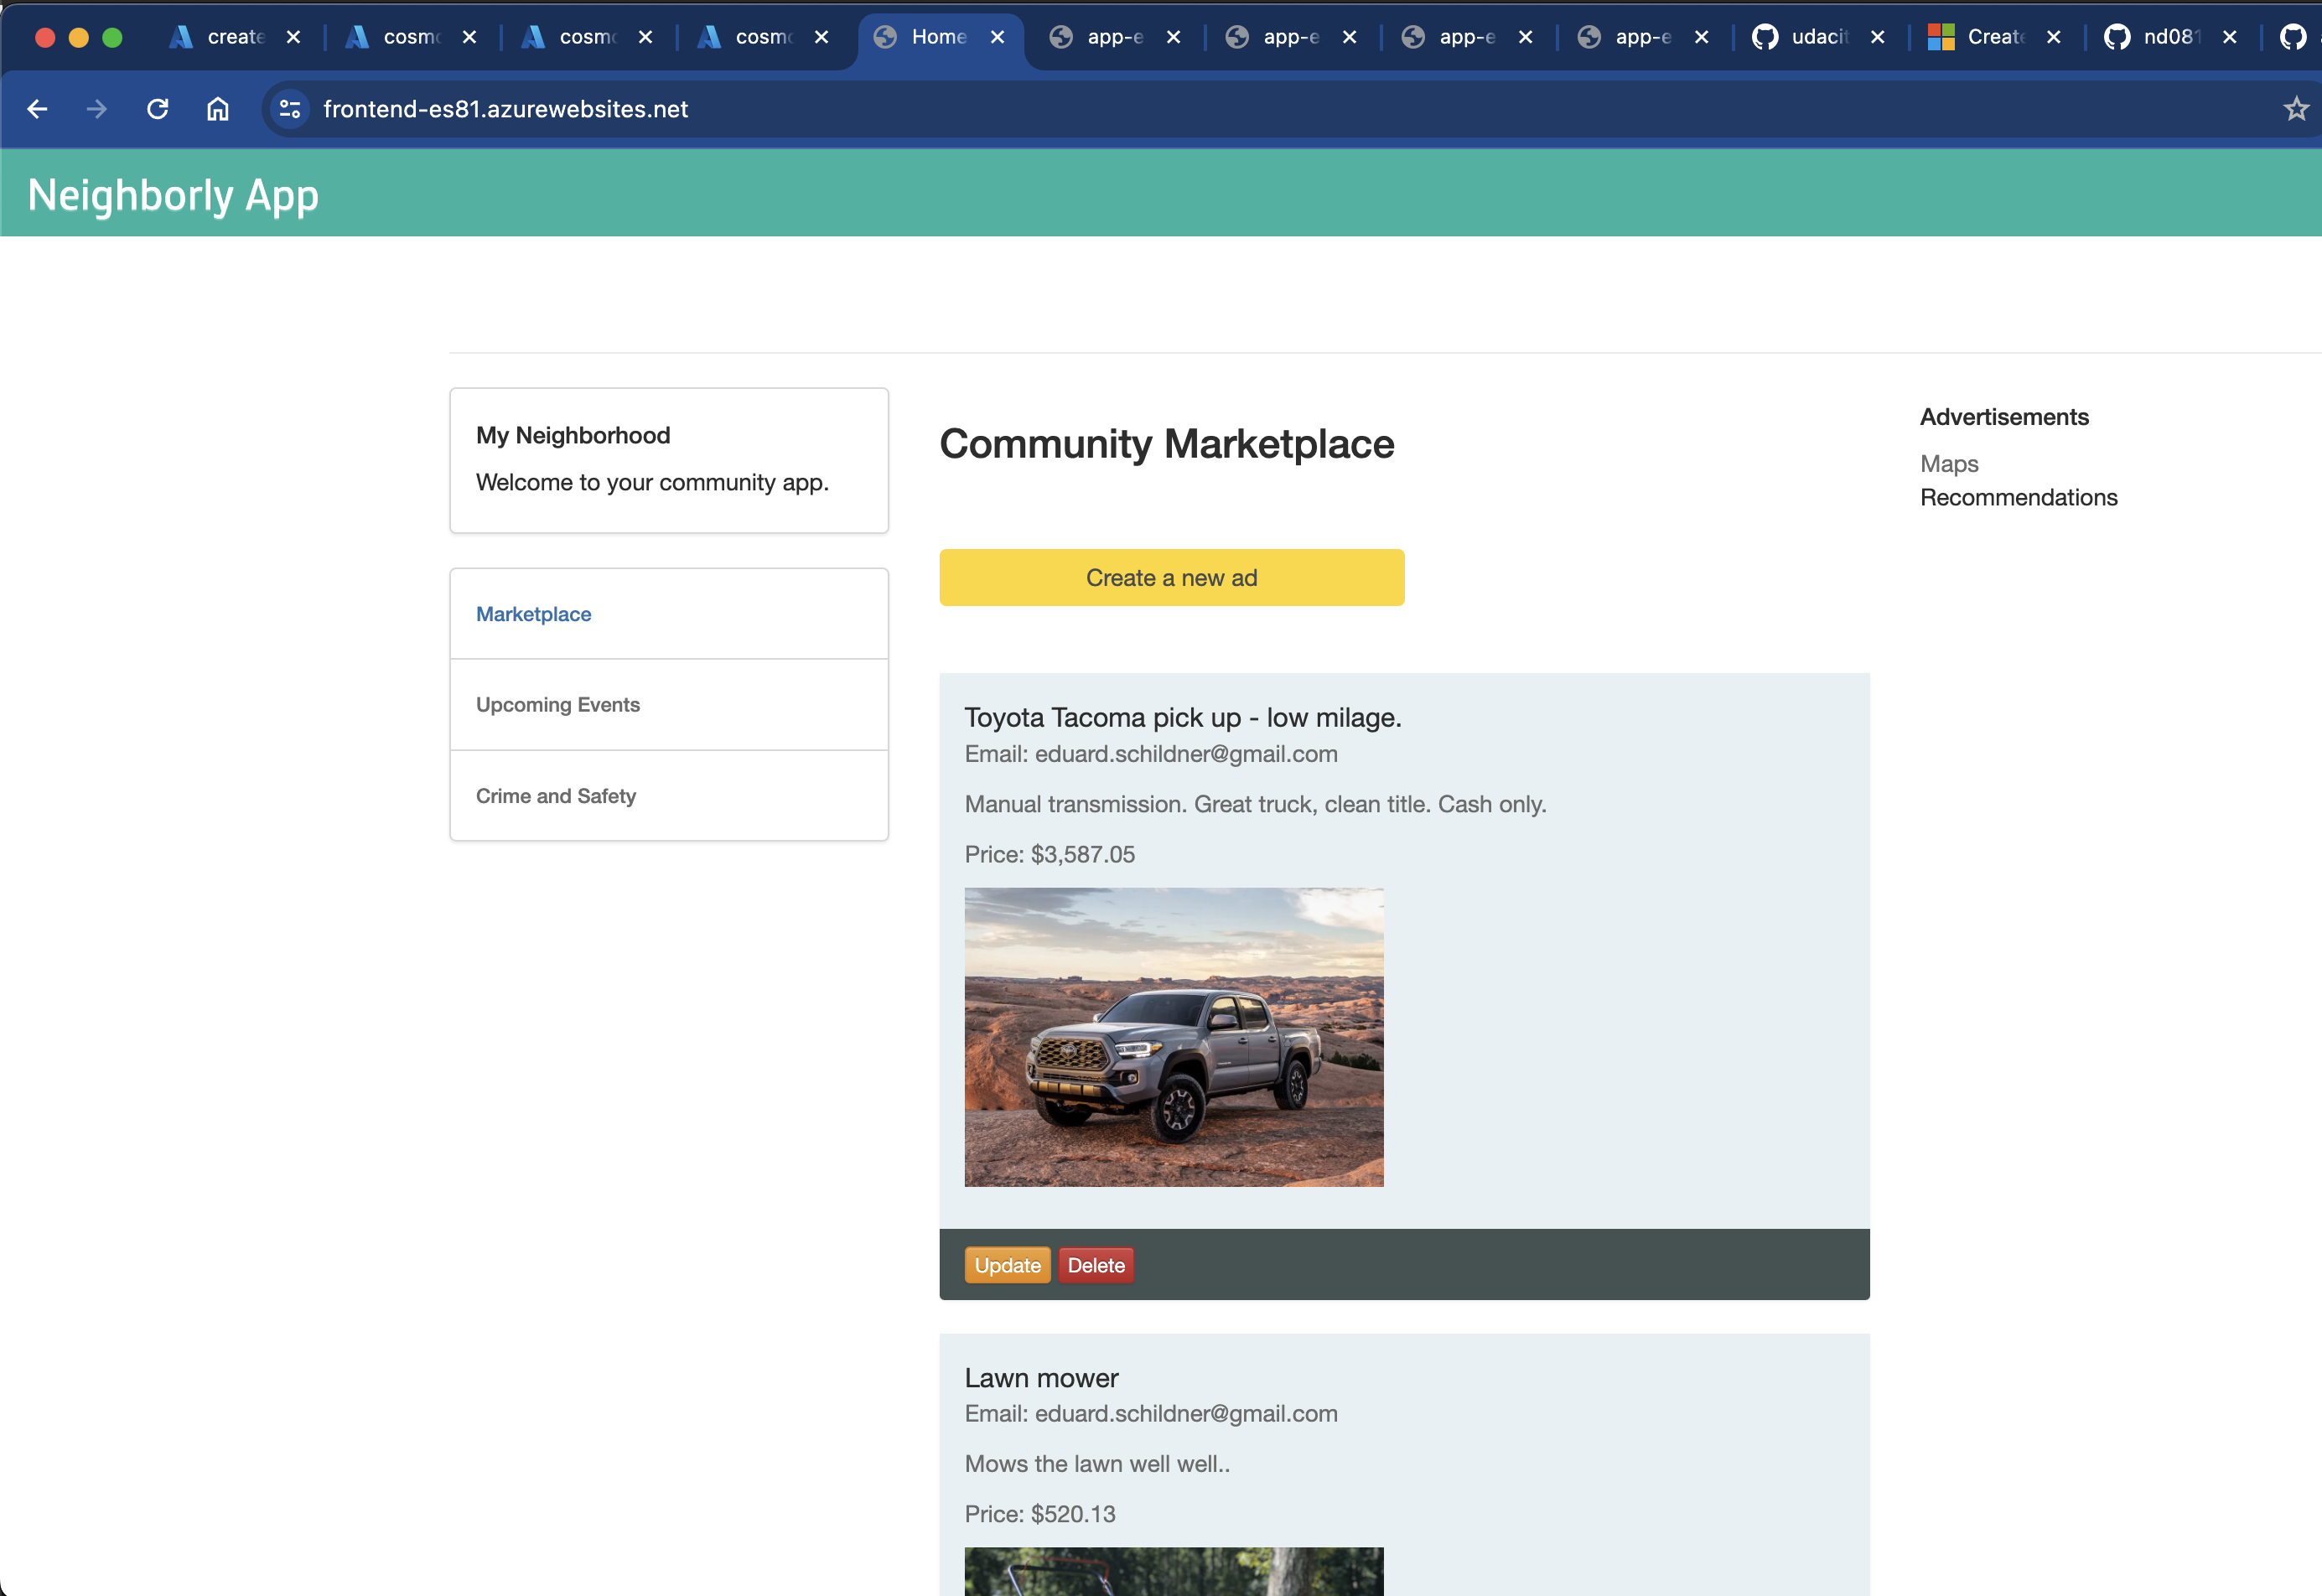 create
cosmo
cosmo
cosmo
Home
app-e
app-e
app-e
app-e
udacit
Create
nd081
frontend-es81.azurewebsites.net
Neighborly App
My Neighborhood
Welcome to your community app.
Marketplace
Upcoming Events
Crime and Safety
Community Marketplace
Create a new ad
Toyota Tacoma pick up - low milage.
Email: eduard.schildner@gmail.com
Manual transmission. Great truck, clean title. Cash only.
Price: $3,587.05
Update Delete
Lawn mower
Email: eduard.schildner@gmail.com
Mows the lawn well well..
Price: $520.13
Advertisements
Maps
Recommendations